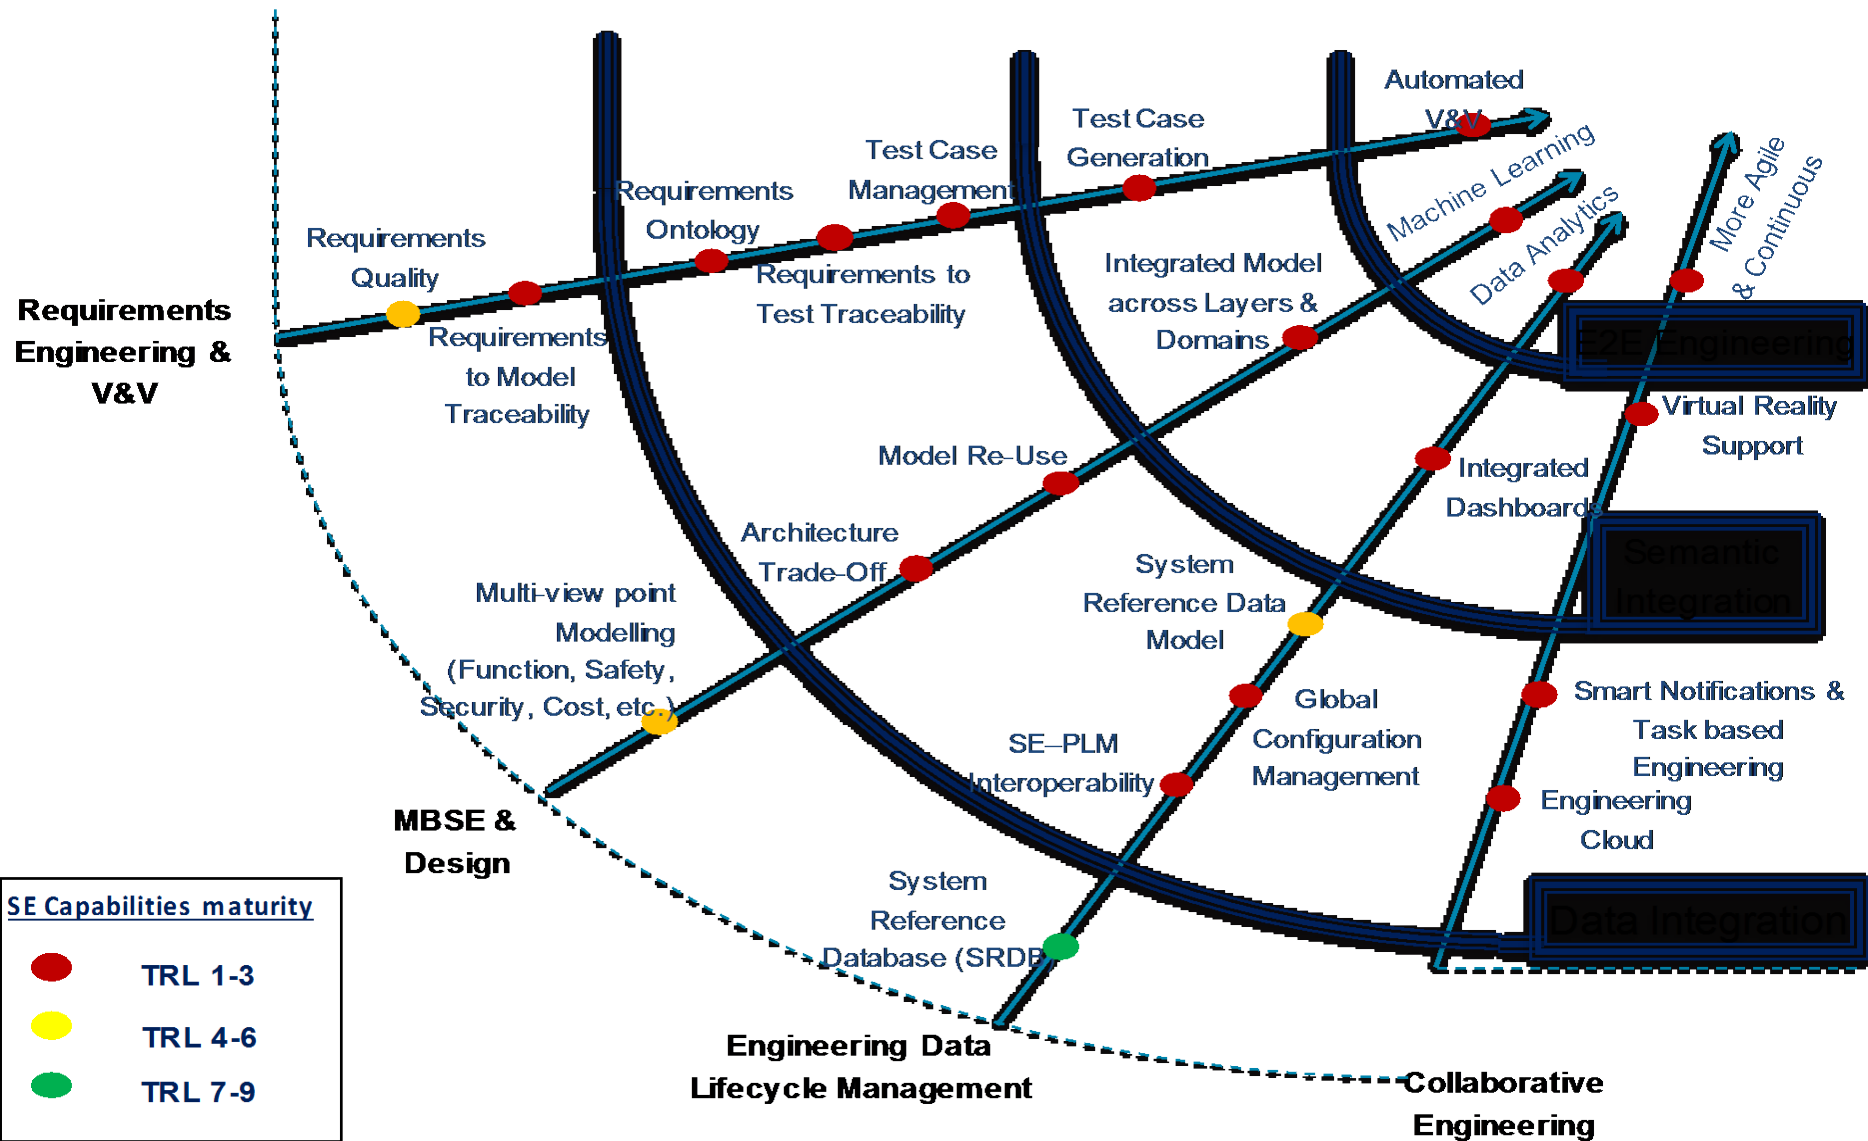 Automated
V&V
Test Case
Generation
Test Case
Management
Requirements
Ontology
Requirements
Quality
Requirements to
Test Traceability
Requirements
to Model
Traceability
Requirements
Engineering &
V&V
Machine Learning
Data Analytics
More Agile
& Continuous
Integrated Model
across Layers &
Domains
E2E Engineering
Virtual Reality
Support
Model Re-Use
Integrated
Dashboards
Architecture
Trade-Off
System
Reference Data
Model
Semantic
Integration
Multi-view point
Modelling
(Function, Safety,
Security, Cost, etc.)
Global
Configuration
Management
Smart Notifications &
Task based
Engineering
SE–PLM
Interoperability
Engineering
Cloud
MBSE &
Design
System
Reference
Database (SRDB
Data Integration
SE Capabilities maturity
TRL 1-3
TRL 4-6
TRL 7-9
Engineering Data
Lifecycle Management
Collaborative
Engineering